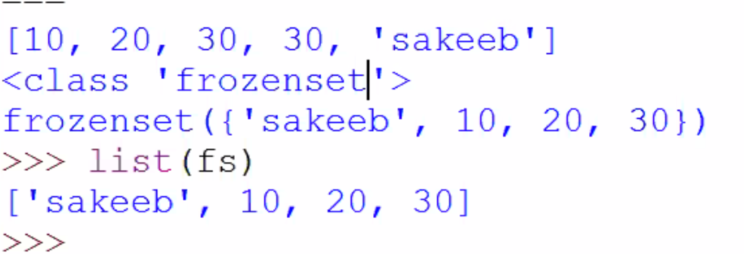 [10, 20, 30, 30, 'sakeeb']
<class 'frozenset'>
frozenset({'sakeeb', 10, 20, 30})
>>> list(fs)
['sakeeb', 10, 20, 30]
>>>